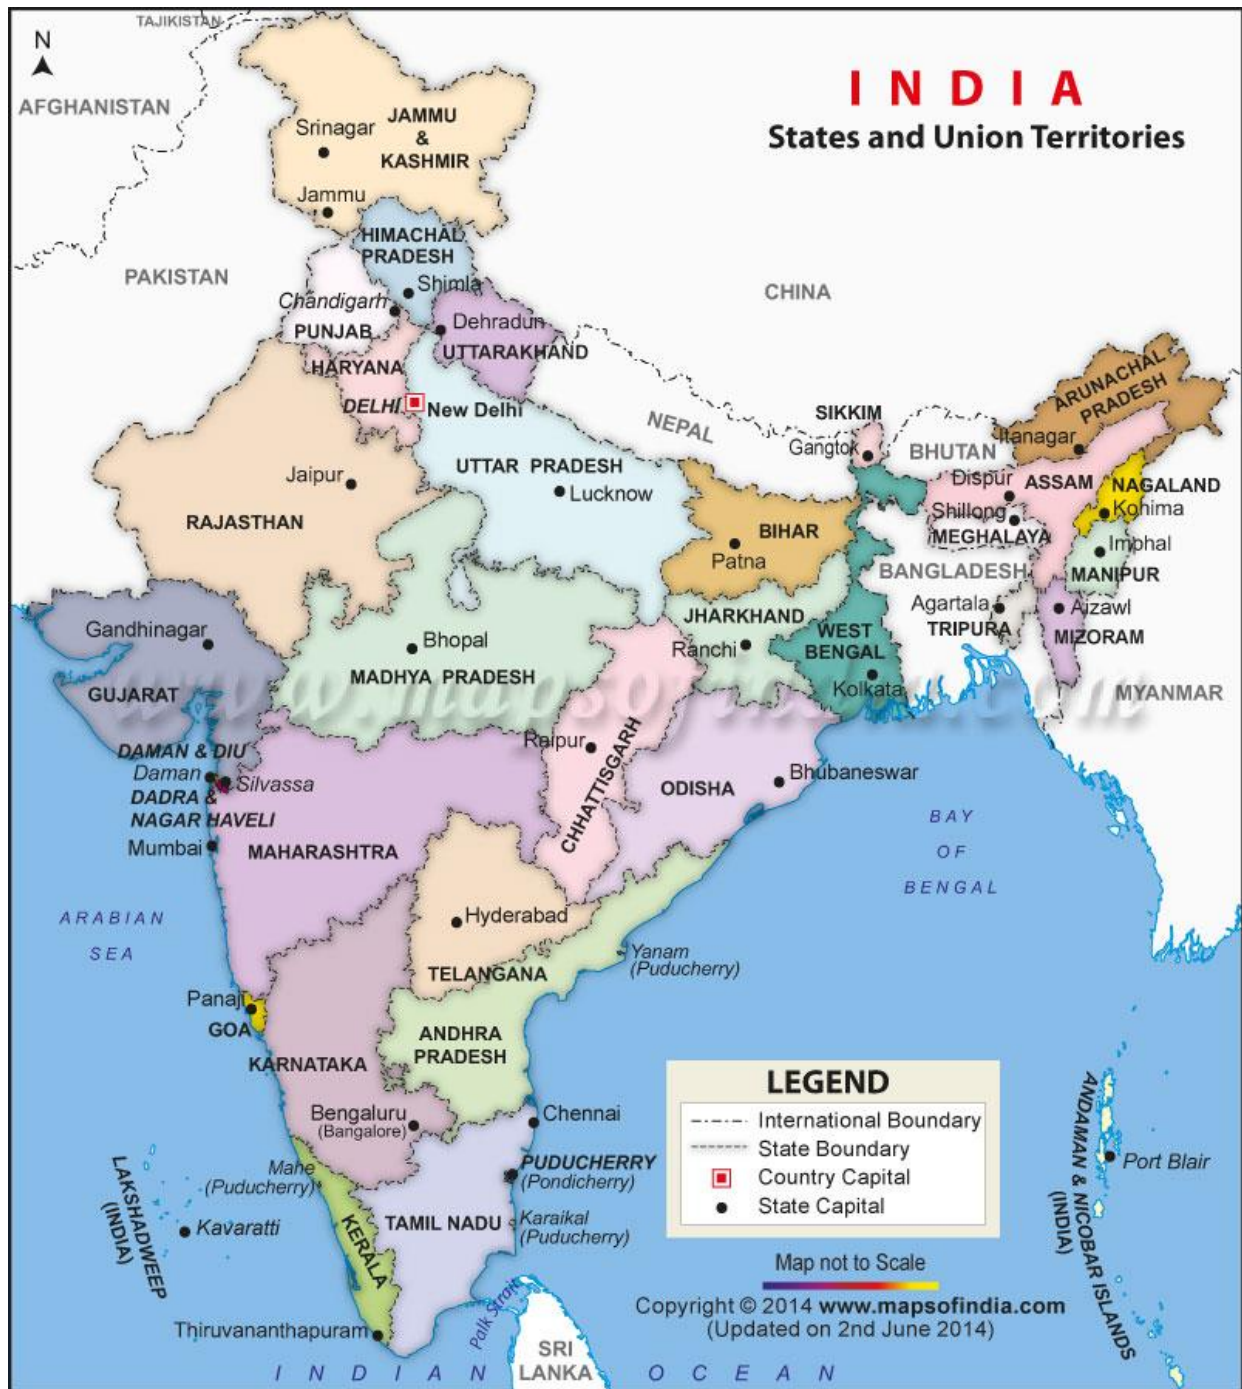 TAJIKISTAN
N
AFGHANISTAN
INDIA
States and Union Territories
JAMMU
&
KASHMIR
Srinagar
Jammu
HIMACHAL
PRADESH
PAKISTAN
CHINA
Shimla
Chandigarh
PUNJAB
Dehradun
UTTARAKHAND
HARYANA
DELHI
New Delhi
NEPAL
SIKKIM
Gangtok
BHUTAN
ARUNACHAL
PRADESH
Itanagar
UTTAR PRADESH
Lucknow
Jaipur
RAJASTHAN
BIHAR
Patna
Dispur
ASSAM
NAGALAND
Kohima
Shillong
MEGHALAYA
Imphal
MANIPUR
BANGLADESH
Agartala
TRIPURA
Aizawl
MIZORAM
MYANMAR
JHARKHAND
Ranchi
WEST
BENGAL
Kolkata
Gandhinagar
GUJARAT
Bhopal
MADHYA PRADESH
www.mapsofindia.com
DAMAN & DIU
Daman
Silvassa
DADRA &
NAGAR HAVELI
Mumbai
MAHARASHTRA
Raipur
CHHATTISGARH
ODISHA
Bhubaneswar
BAY
OF
BENGAL
ARABIAN
SEA
Hyderabad
TELANGANA
Yanam
(Puducherry)
Panaji
GOA
KARNATAKA
ANDHRA
PRADESH
Bengaluru
(Bangalore)
Chennai
Mahe
(Puducherry)
PUDUCHERRY
(Pondicherry)
Karaikal
(Puducherry)
TAMIL NADU
KERALA
LAKSHADWEEP
(INDIA)
Kavaratti
Thiruvananthapuram
Palk Strait
SRI
LANKA
INDIAN OCEAN
LEGEND
International Boundary
State Boundary
Country Capital
State Capital
Map not to Scale
Copyright © 2014 www.mapsofindia.com
(Updated on 2nd June 2014)
ANDAMAN & NICOBAR ISLANDS
(INDIA)
Port Blair